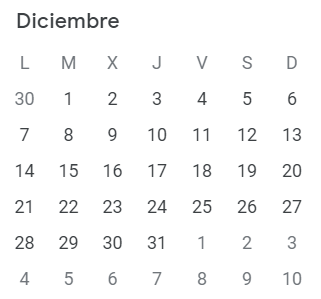 Diciembre
L M X J V S D
30 1 2 3 4 5 6
7 8 9 10 11 12 13
14 15 16 17 18 19 20
21 22 23 24 25 26 27
28 29 30 31 1 2 3
4 5 6 7 8 9 10